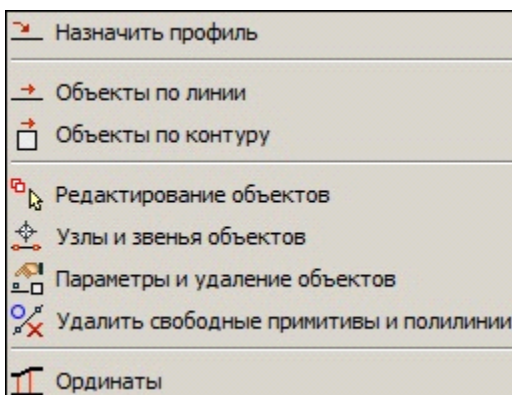 Назначить профиль
Объекты по линии
Объекты по контуру
Редактирование объектов
Узлы и звенья объектов
Параметры и удаление объектов
Удалить свободные примитивы и полилинии
Ординаты